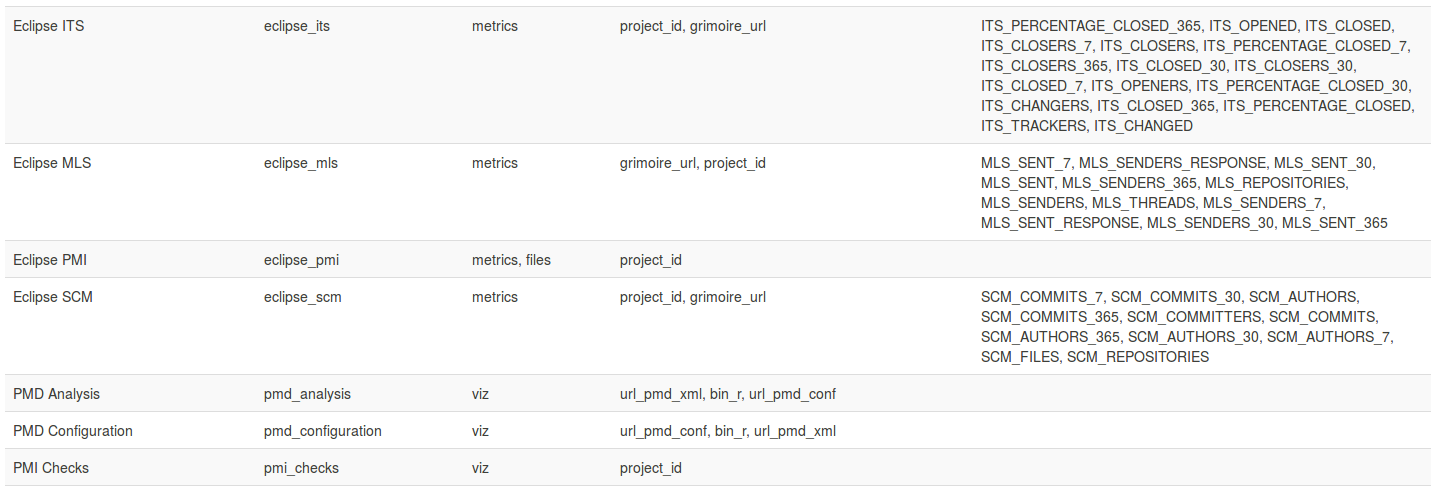 Eclipse ITS eclipse_its metrics project_id, grimoire_url ITS_PERCENTAGE_CLOSED_365, ITS_OPENED, ITS_CLOSED,
ITS_CLOSERS_7, ITS_CLOSERS, ITS_PERCENTAGE_CLOSED_7,
ITS_CLOSERS_365, ITS_CLOSED_30, ITS_CLOSERS_30,
ITS_CLOSED_7, ITS_OPENERS, ITS_PERCENTAGE_CLOSED_30,
ITS_CHANGERS, ITS_CLOSED_365, ITS_PERCENTAGE_CLOSED,
ITS_TRACKERS, ITS_CHANGED
Eclipse MLS eclipse_mls metrics grimoire_url, project_id MLS_SENT_7, MLS_SENDERS_RESPONSE, MLS_SENT_30,
MLS_SENT, MLS_SENDERS_365, MLS_REPOSITORIES,
MLS_SENDERS, MLS_THREADS, MLS_SENDERS_7,
MLS_SENT_RESPONSE, MLS_SENDERS_30, MLS_SENT_365
Eclipse PMI eclipse_pmi metrics, files project_id
Eclipse SCM eclipse_scm metrics project_id, grimoire_url SCM_COMMITS_7, SCM_COMMITS_30, SCM_AUTHORS,
SCM_COMMITS_365, SCM_COMMITTERS, SCM_COMMITS,
SCM_AUTHORS_365, SCM_AUTHORS_30, SCM_AUTHORS_7,
SCM_FILES, SCM_REPOSITORIES
PMD Analysis pmd_analysis viz url_pmd_xml, bin_r, url_pmd_conf
PMD Configuration pmd_configuration viz url_pmd_conf, bin_r, url_pmd_xml
PMI Checks pmi_checks viz project_id